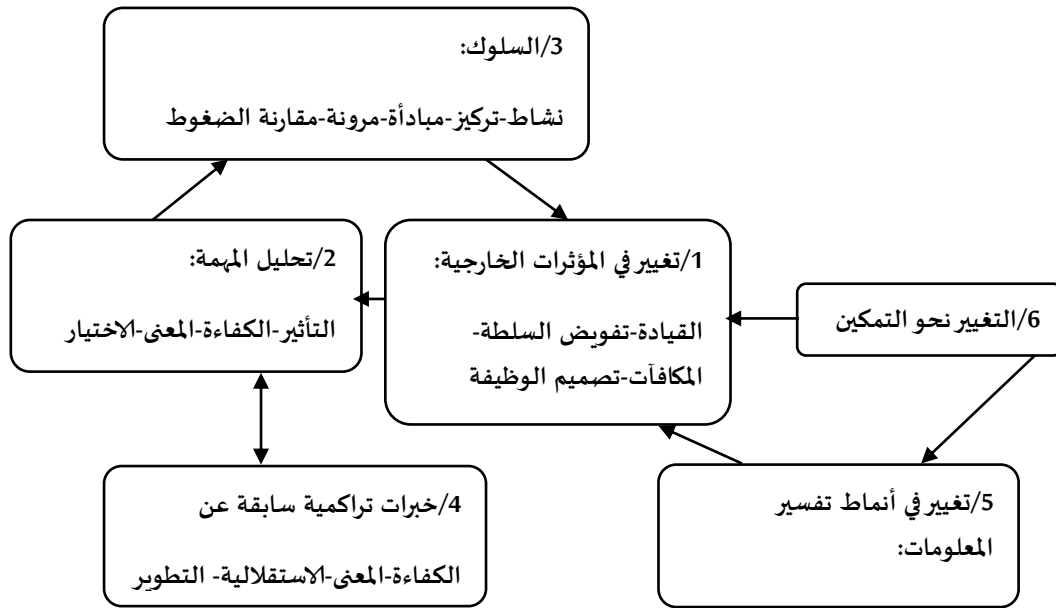 3/السلوك:
نشاط-تركيز-مبادأة-مرونة-مقارنة الضغوط
2/تحليل المهمة:
التأثير-الكفاءة-المعنى-الاختيار
1/تغيير في المؤثرات الخارجية:
القيادة-تفويض السلطة-
المكافآت-تصميم الوظيفة
6/التغيير نحو التمكين
4/خبرات تراكمية سابقة عن
الكفاءة-المعنى-الاستقلالية- التطوير
5/تغيير في أنماط تفسير
المعلومات: